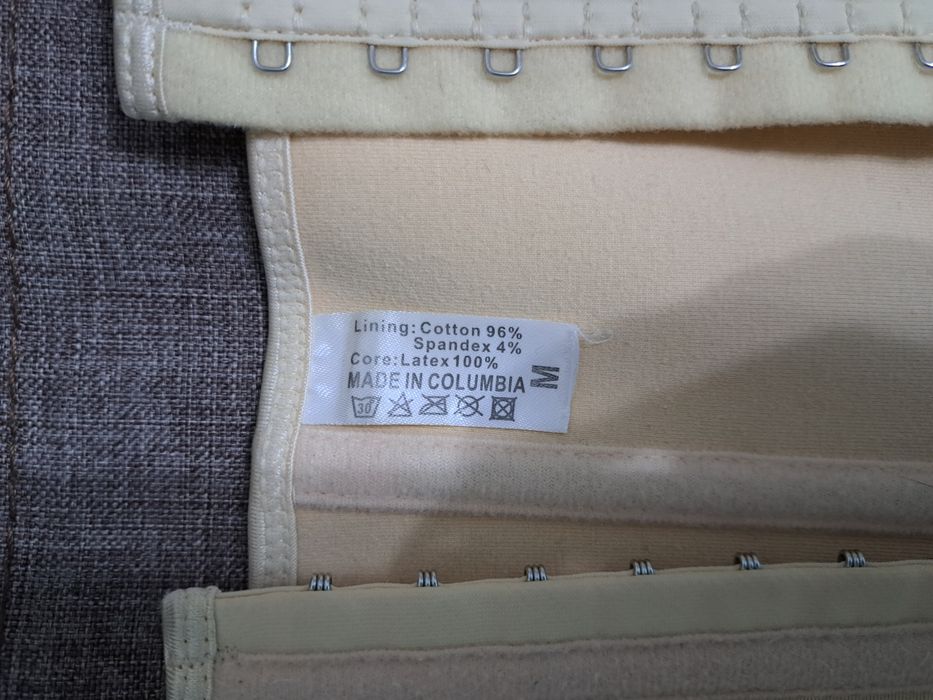 Lining: Cotton 96%
Spandex 4%
Core: Latex 100%
MADE IN COLUMBIA
M
30